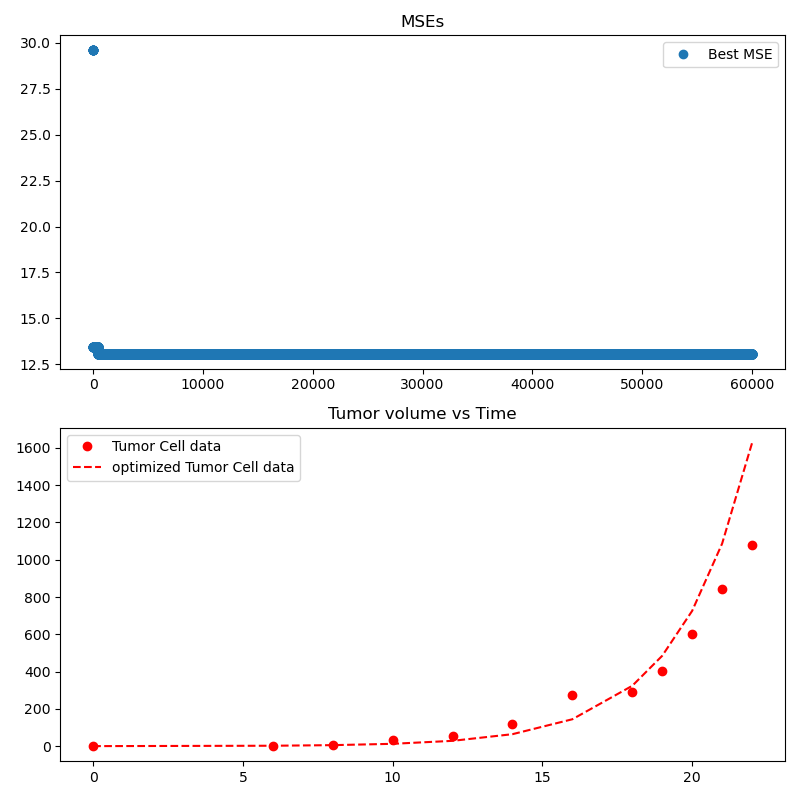 MSEs
30.0
27.5
25.0
22.5
20.0
17.5
15.0
12.5
Best MSE
0 10000 20000 30000 40000 50000 60000
Tumor volume vs Time
1600
1400
1200
1000
800
600
400
200
0
Tumor Cell data
optimized Tumor Cell data
0 5 10 15 20